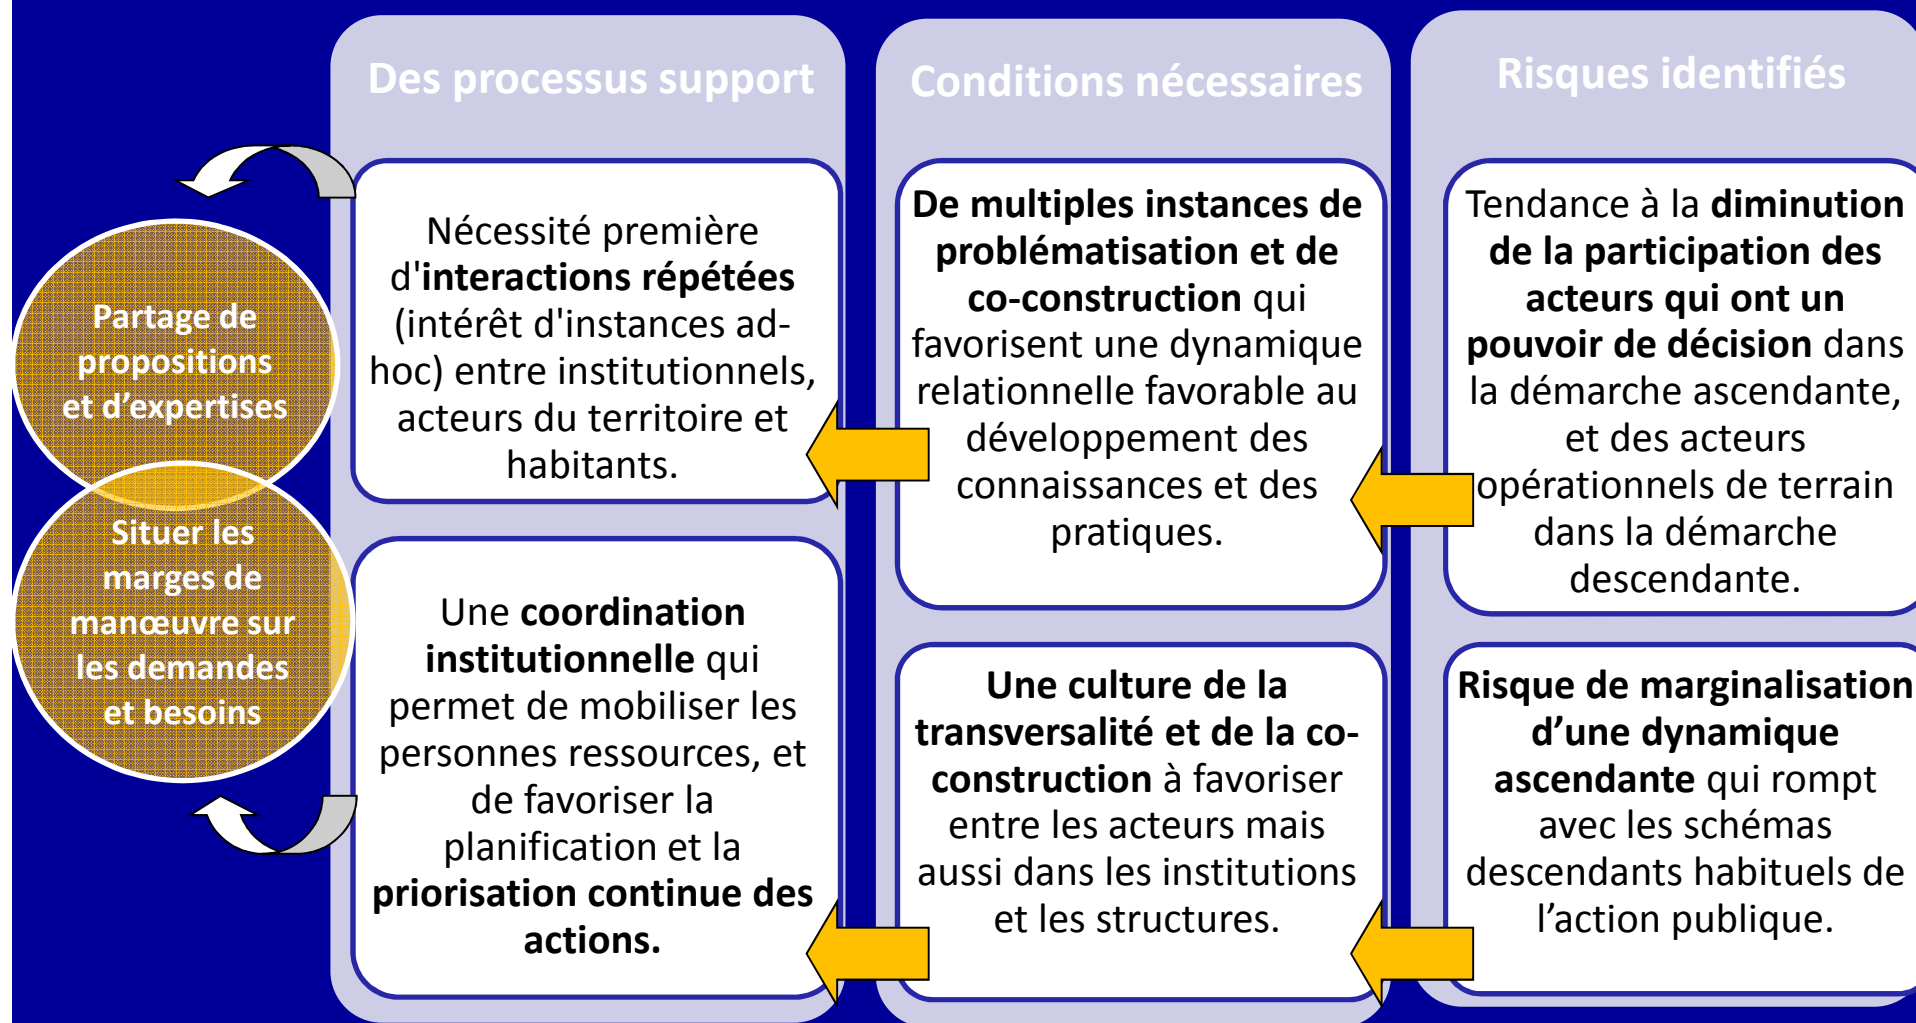 Des processus support
Conditions nécessaires
Risques identifiés
Partage de
propositions
et d’expertises
Situer les
marges de
manœuvre sur
les demandes
et besoins
Nécessité première
d'interactions répétées
(intérêt d'instances ad-
hoc) entre institutionnels,
acteurs du territoire et
habitants.
Une coordination
institutionnelle qui
permet de mobiliser les
personnes ressources, et
de favoriser la
planification et la
priorisation continue des
actions.
De multiples instances de
problématisation et de
co-construction qui
favorisent une dynamique
relationnelle favorable au
développement des
connaissances et des
pratiques.
Une culture de la
transversalité et de la co-
construction à favoriser
entre les acteurs mais
aussi dans les institutions
et les structures.
Tendance à la diminution
de la participation des
acteurs qui ont un
pouvoir de décision dans
la démarche ascendante,
et des acteurs
opérationnels de terrain
dans la démarche
descendante.
Risque de marginalisation
d’une dynamique
ascendante qui rompt
avec les schémas
descendants habituels de
l’action publique.